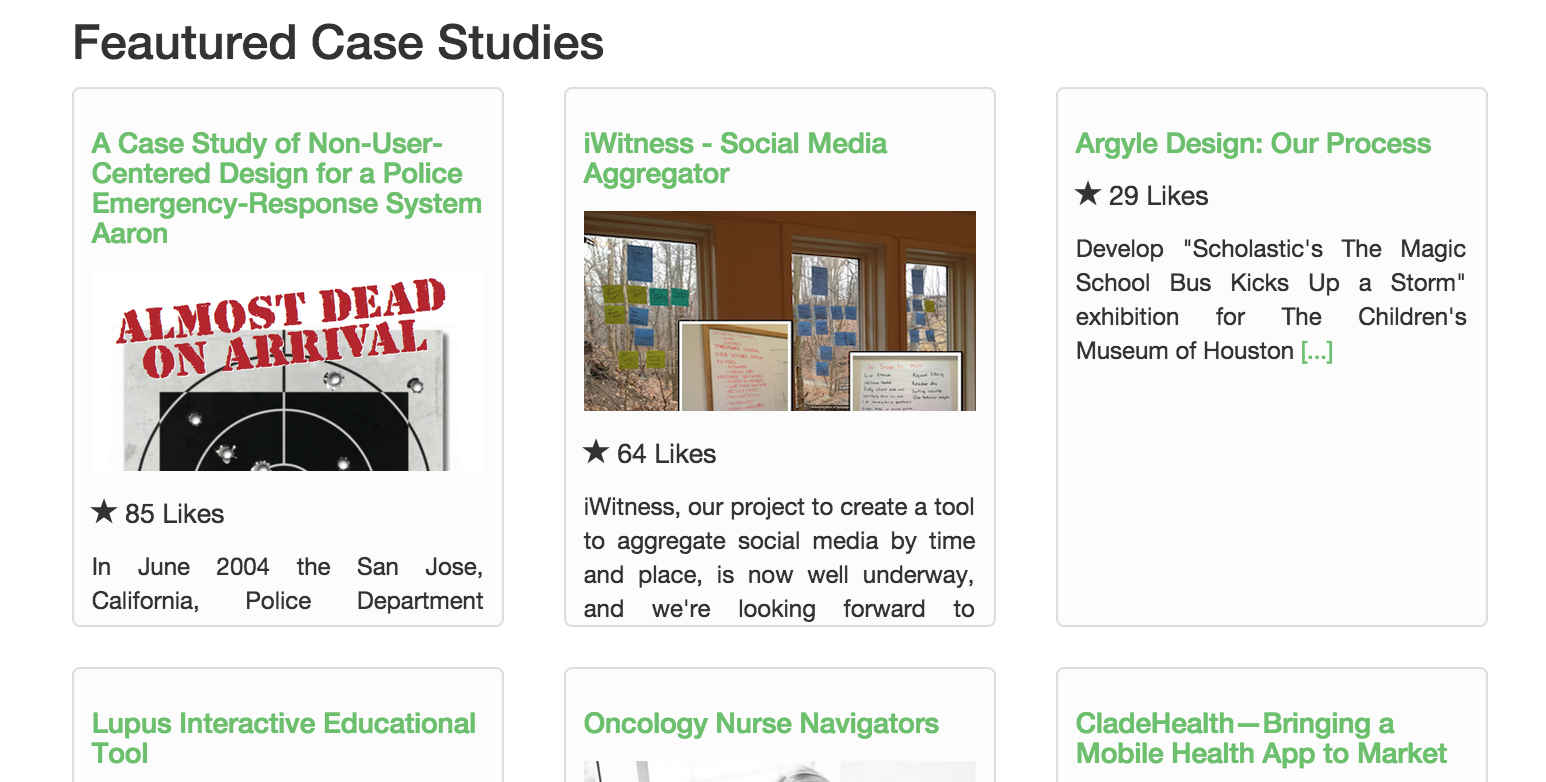 Feautured Case Studies
A Case Study of Non-User-
Centered Design for a Police
Emergency-Response System
Aaron
ALMOST DEAD
ON ARRIVAL
★ 85 Likes
In June 2004 the San Jose,
California, Police Department
iWitness - Social Media
Aggregator
★ 64 Likes
iWitness, our project to create a tool
to aggregate social media by time
and place, is now well underway,
and we're looking forward to
Argyle Design: Our Process
★ 29 Likes
Develop "Scholastic's The Magic
School Bus Kicks Up a Storm"
exhibition for The Children's
Museum of Houston [...]
Lupus Interactive Educational
Tool
Oncology Nurse Navigators
CladeHealth—Bringing a
Mobile Health App to Market